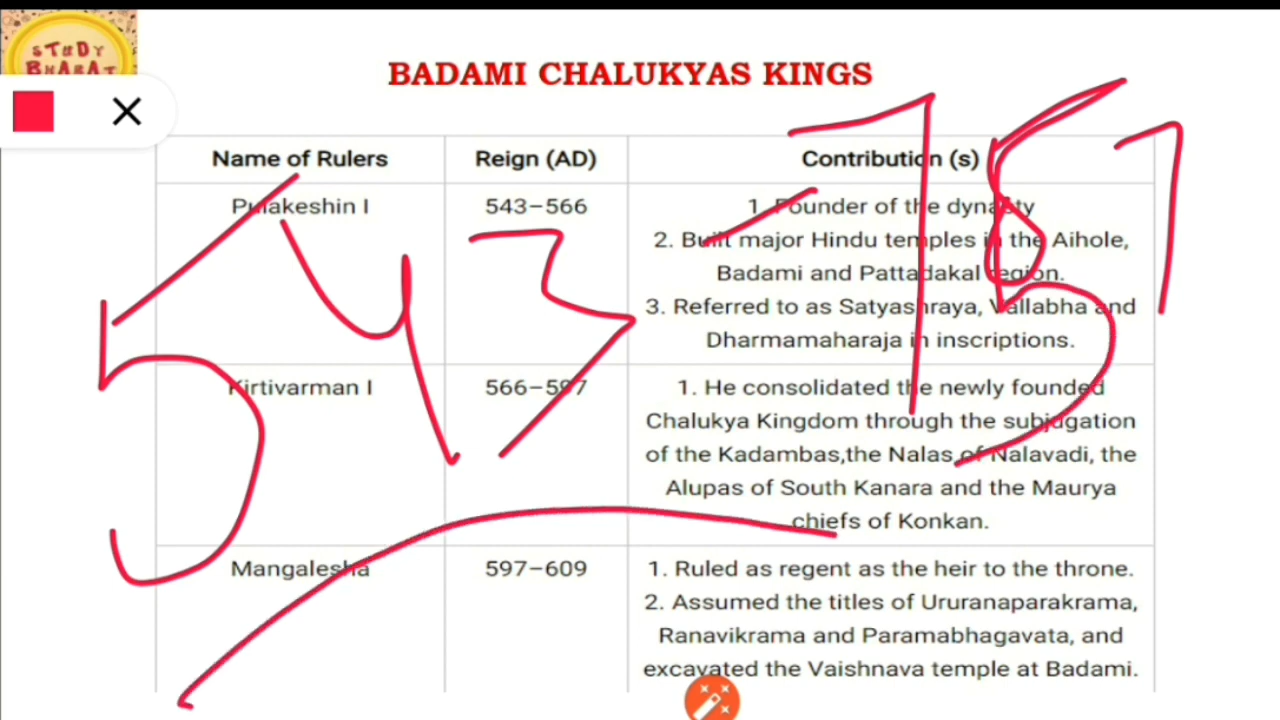 STUDY
BHARAT
BADAMI CHALUKYAS KINGS
Name of Rulers Reign (AD) Contribution (s)
Pulakeshin I 543–566 1. Founder of the dynasty
2. Built major Hindu temples in the Aihole,
Badami and Pattadakal region.
3. Referred to as Satyashraya, Vallabha and
Dharmamaharaja in inscriptions.
Kirtivarman I 566–597 1. He consolidated the newly founded
Chalukya Kingdom through the subjugation
of the Kadambas,the Nalas of Nalavadi, the
Alupas of South Kanara and the Maurya
chiefs of Konkan.
Mangalesha 597–609 1. Ruled as regent as the heir to the throne.
2. Assumed the titles of Ururanaparakrama,
Ranavikrama and Paramabhagavata, and
excavated the Vaishnava temple at Badami.
543